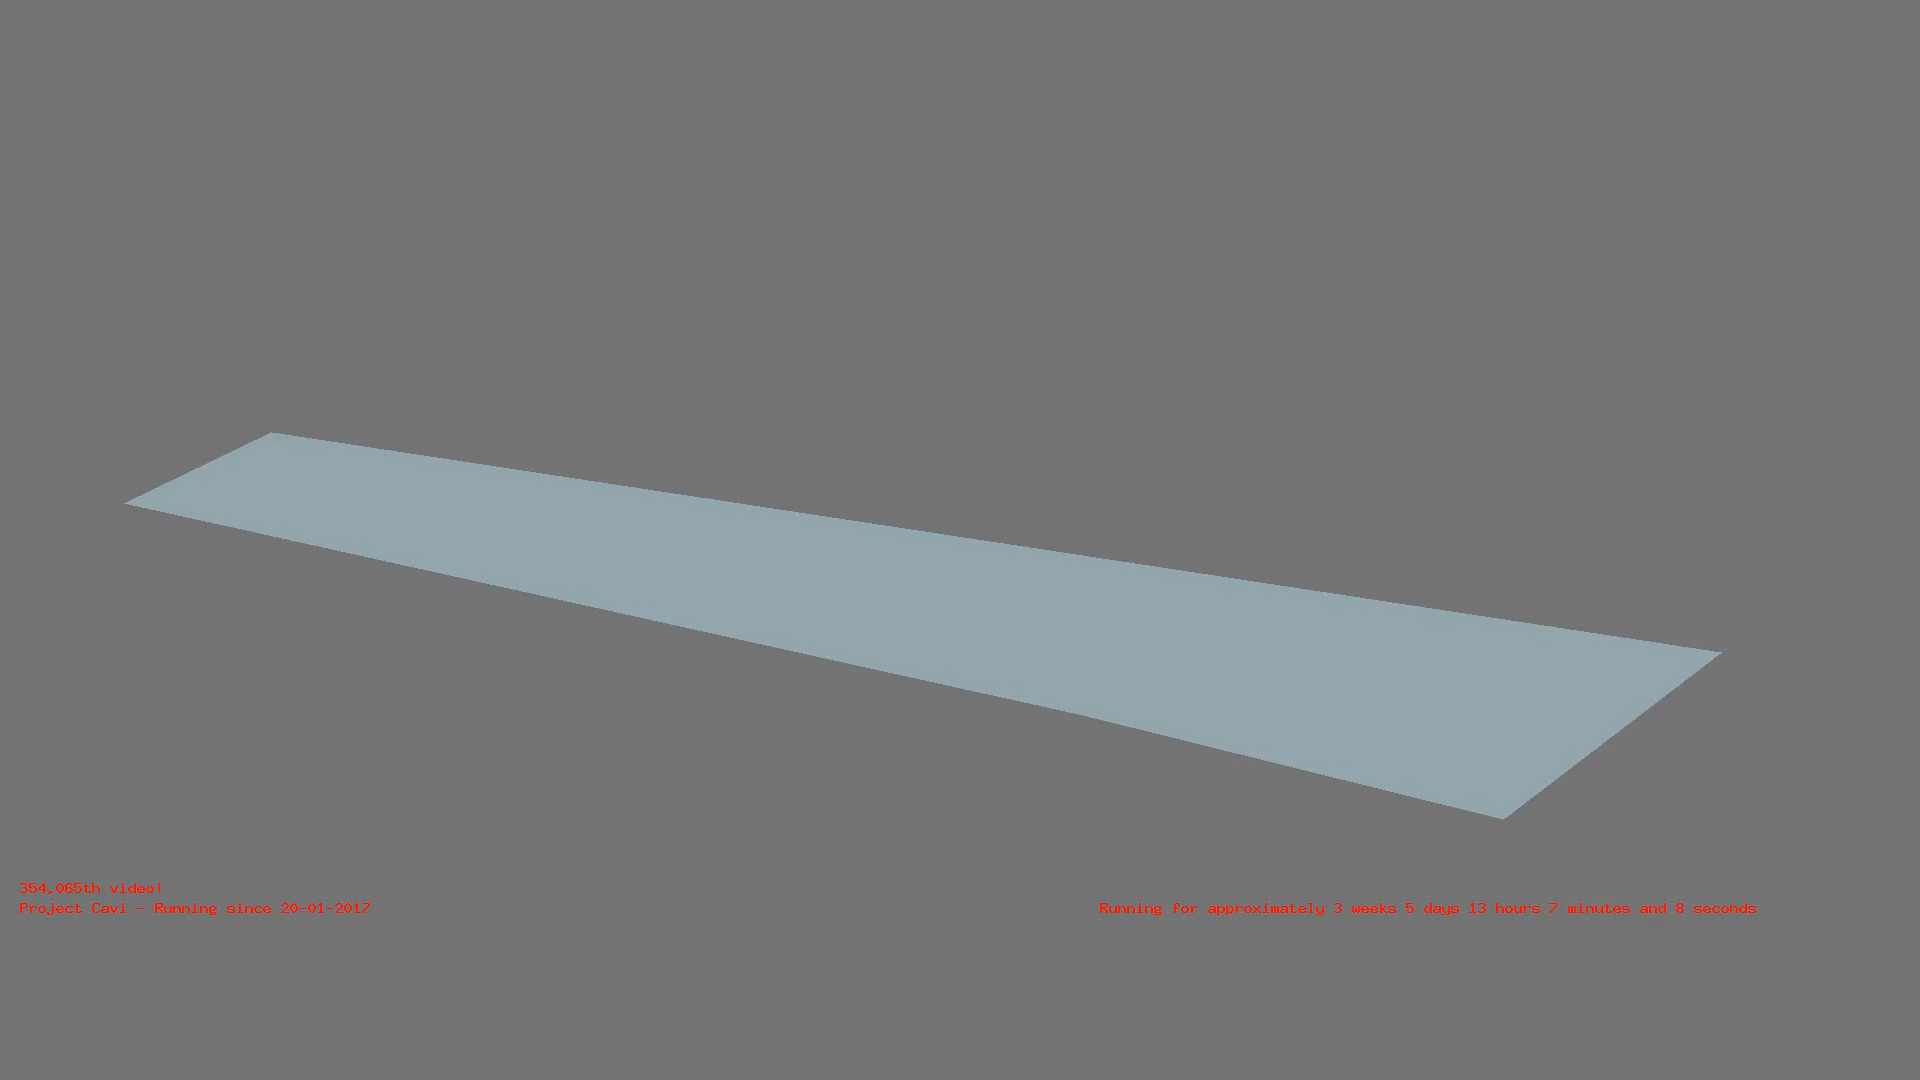 354,065th video!
Project Cavi - Running since 20-01-2017
Running for approximately 3 weeks 5 days 13 hours 7 minutes and 8 seconds